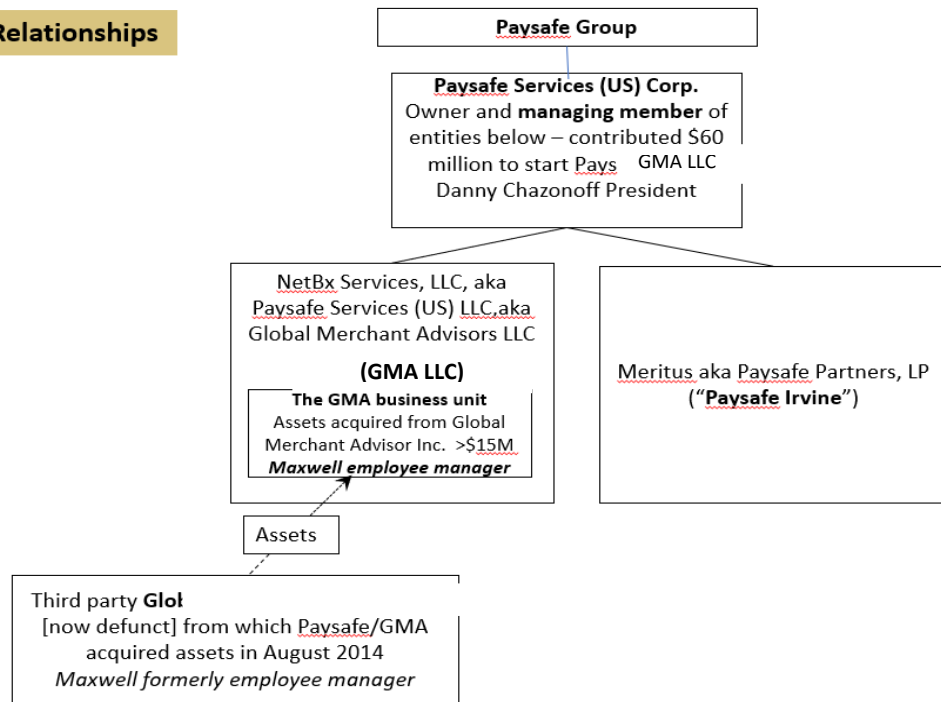 Relationships
Paysafe Group
Paysafe Services (US) Corp.
Owner and managing member of
entities below – contributed $60
million to start Pays GMA LLC
Danny Chazonoff President
NetBx Services, LLC, aka
Paysafe Services (US) LLC,aka
Global Merchant Advisors LLC
(GMA LLC)
The GMA business unit
Assets acquired from Global
Merchant Advisor Inc. >$15M
Maxwell employee manager
Meritus aka Paysafe Partners, LP
(“Paysafe Irvine”)
Assets
Third party
[now defunct] from which Paysafe/GMA
acquired assets in August 2014
Maxwell formerly employee manager